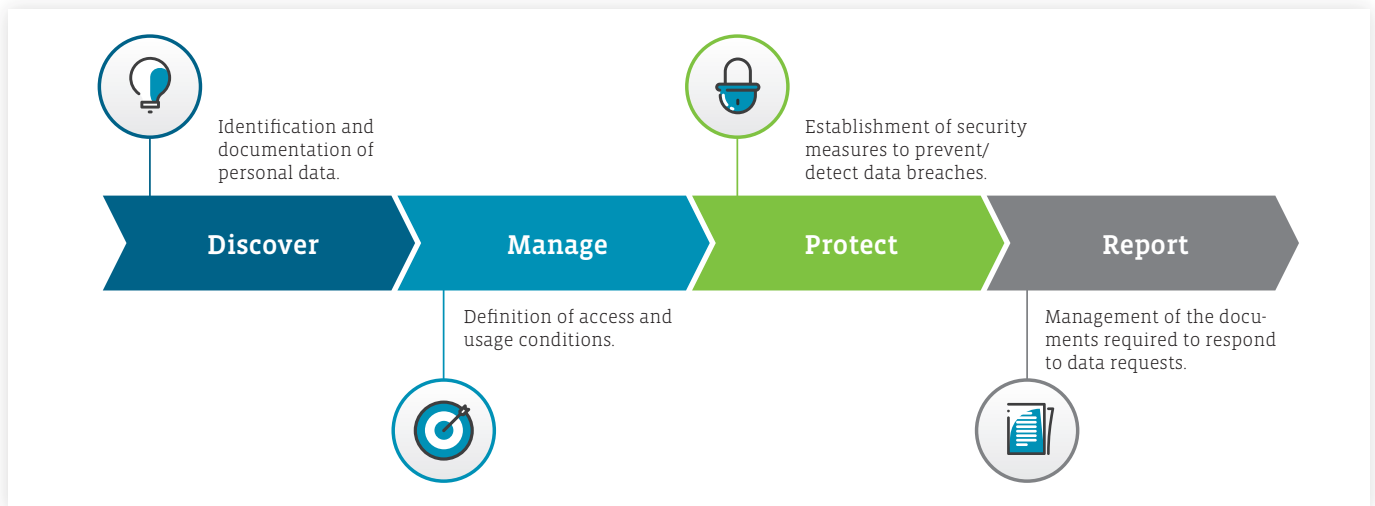 Identification and
documentation of
personal data.
Establishment of security
measures to prevent/
detect data breaches.
Discover
Manage
Protect
Report
Definition of access and
usage conditions.
Management of the docu-
ments required to respond
to data requests.